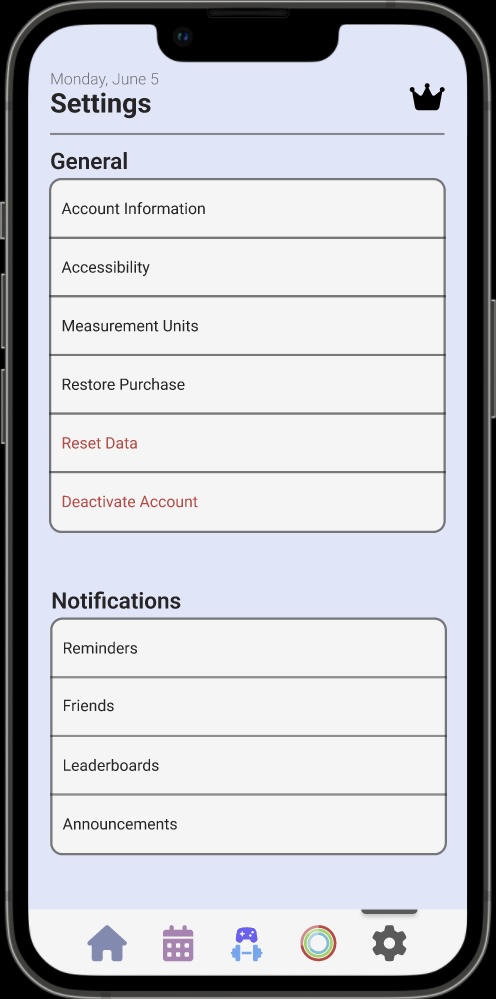 Monday, June 5
Settings
General
Account Information
Accessibility
Measurement Units
Restore Purchase
Reset Data
Deactivate Account
Notifications
Reminders
Friends
Leaderboards
Announcements